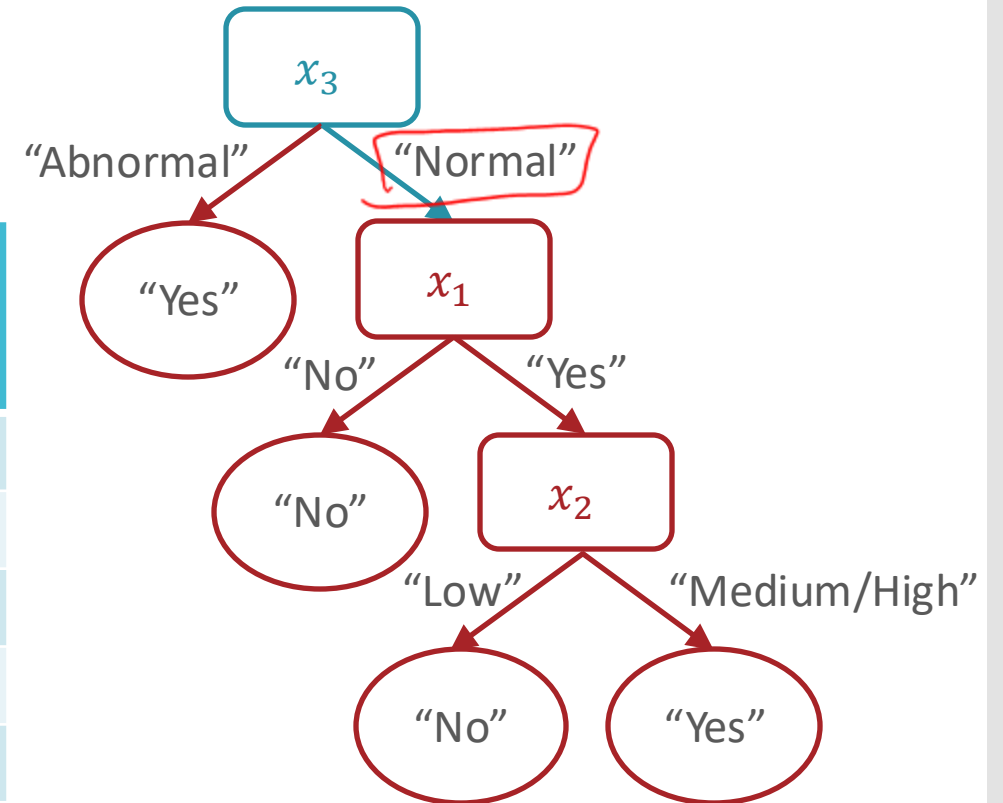 x₃
“Abnormal” “Normal”
“Yes” x₁
“No” “Yes”
“No” x₂
“Low” “Medium/High”
“No” “Yes”